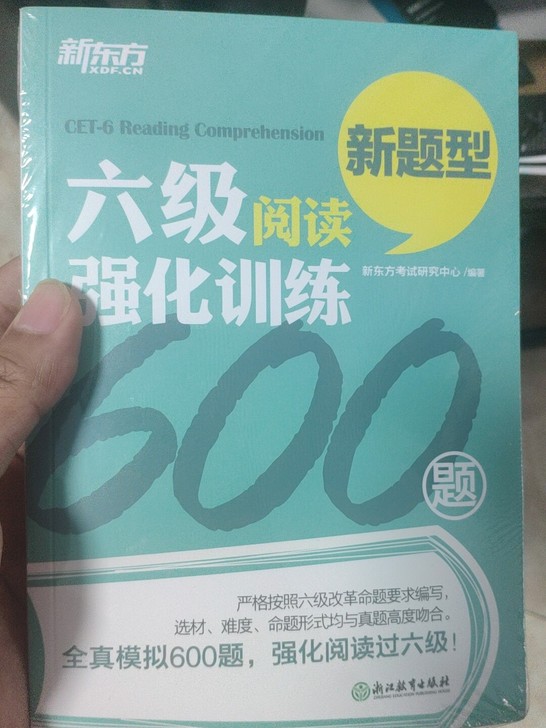 新东方
XDF.CN
CET-6 Reading Comprehension
新题型
六级阅读
强化训练
新东方考试研究中心/编著
600
题
严格按照六级改革命题要求编写，
选材、难度、命题形式均与真题高度吻合。
全真模拟600题，强化阅读过六级！
浙江教育出版社